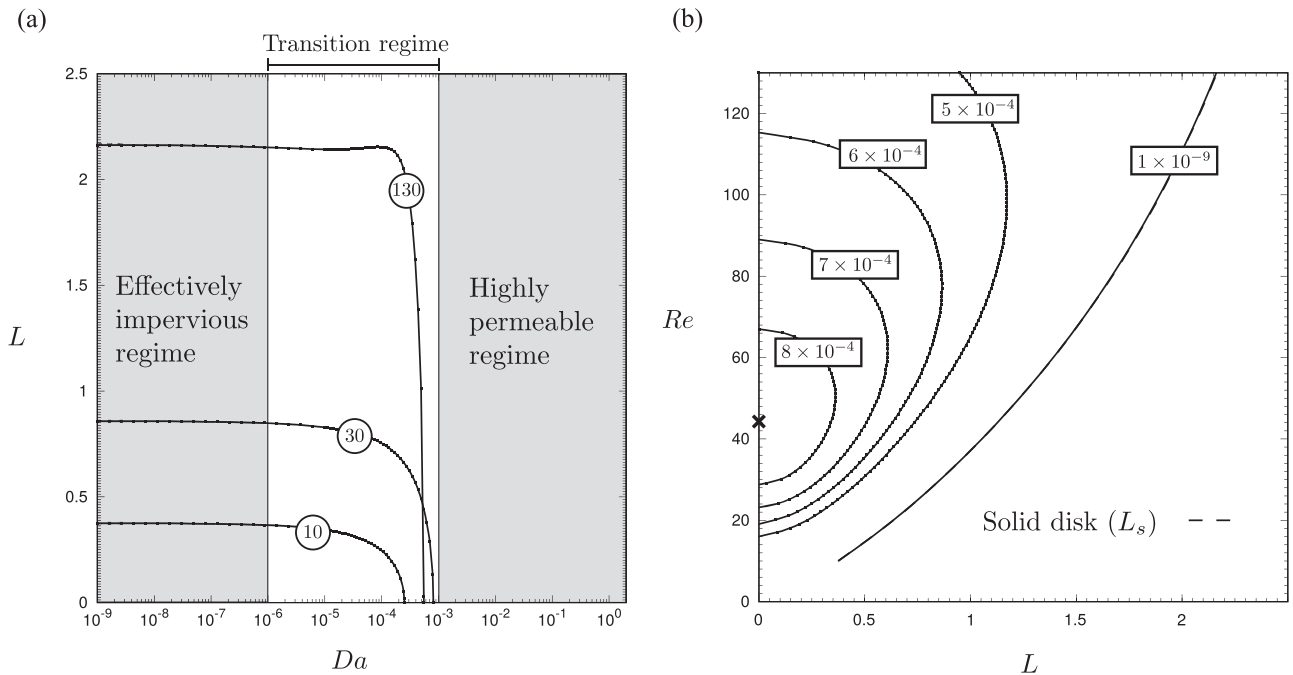 (a)
Transition regime
2.5
2
1.5
1
0.5
0
L
130
30
10
Effectively
impervious
regime
Highly
permeable
regime
10⁻⁹ 10⁻⁸ 10⁻⁷ 10⁻⁶ 10⁻⁵ 10⁻⁴ 10⁻³ 10⁻² 10⁻¹ 10⁰
Da
(b)
120
100
80
60
40
20
0
Re
5 × 10⁻⁴
6 × 10⁻⁴
1 × 10⁻⁹
7 × 10⁻⁴
8 × 10⁻⁴
Solid disk (Lₛ)
0 0.5 1 1.5 2
L